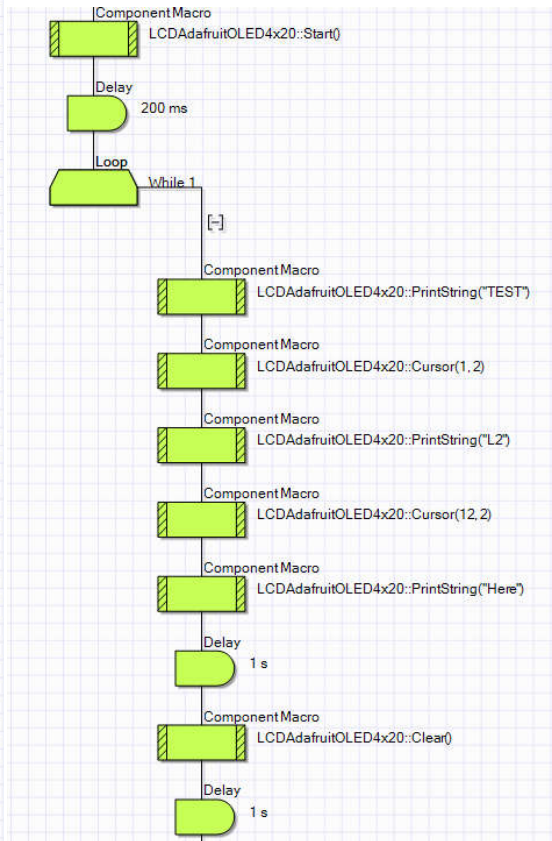 Component Macro
LCDAdafruitOLED4x20::Start()
Delay
200 ms
Loop
While 1
[-]
Component Macro
LCDAdafruitOLED4x20::PrintString("TEST")
Component Macro
LCDAdafruitOLED4x20::Cursor(1, 2)
Component Macro
LCDAdafruitOLED4x20::PrintString("L2")
Component Macro
LCDAdafruitOLED4x20::Cursor(12, 2)
Component Macro
LCDAdafruitOLED4x20::PrintString("Here")
Delay
1 s
Component Macro
LCDAdafruitOLED4x20::Clear()
Delay
1 s